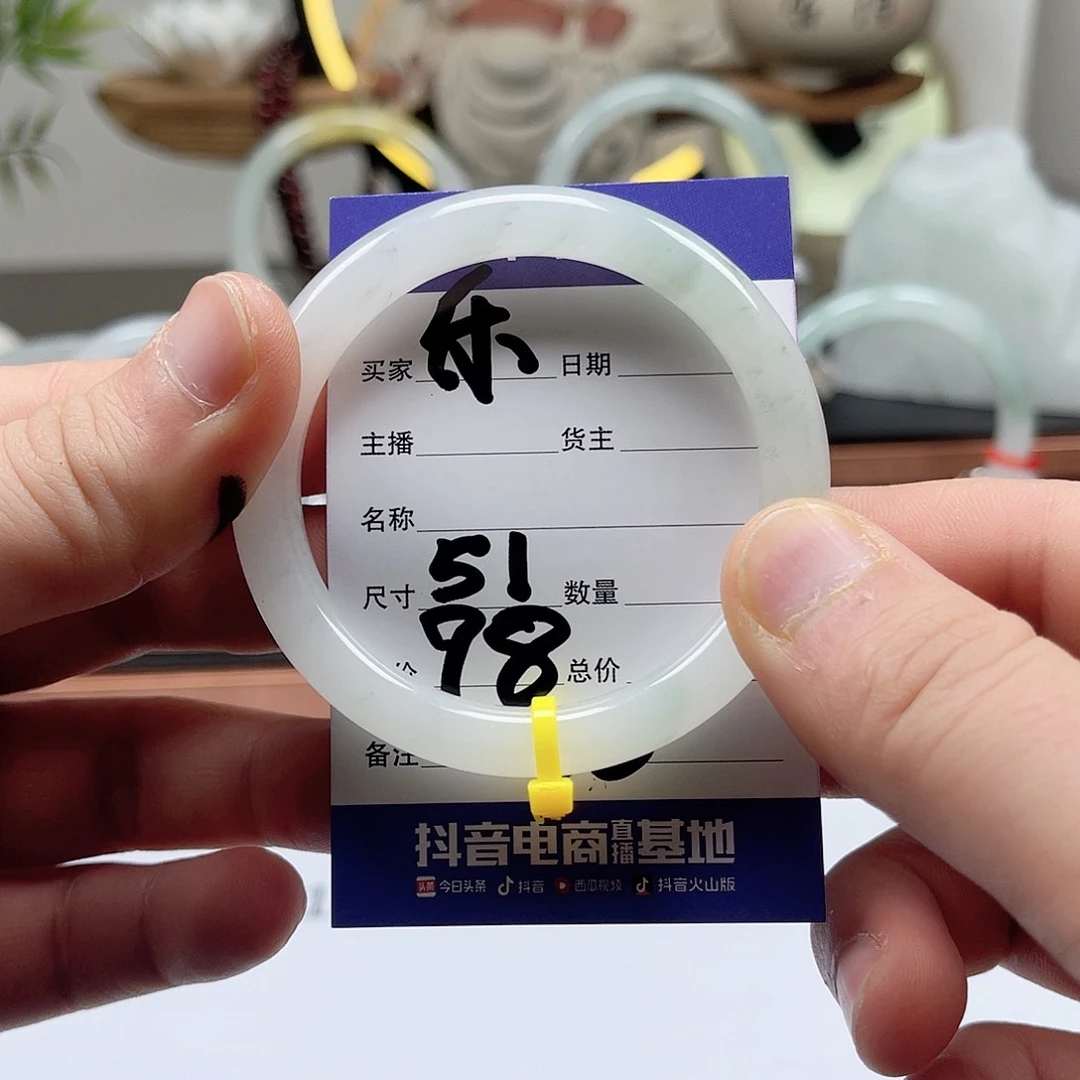 买家 乐 日期
主播 货主
名称
尺寸 51 数量
98 总价
备注
抖音电商直播基地
头条 今日头条 抖音 西瓜视频 抖音火山版